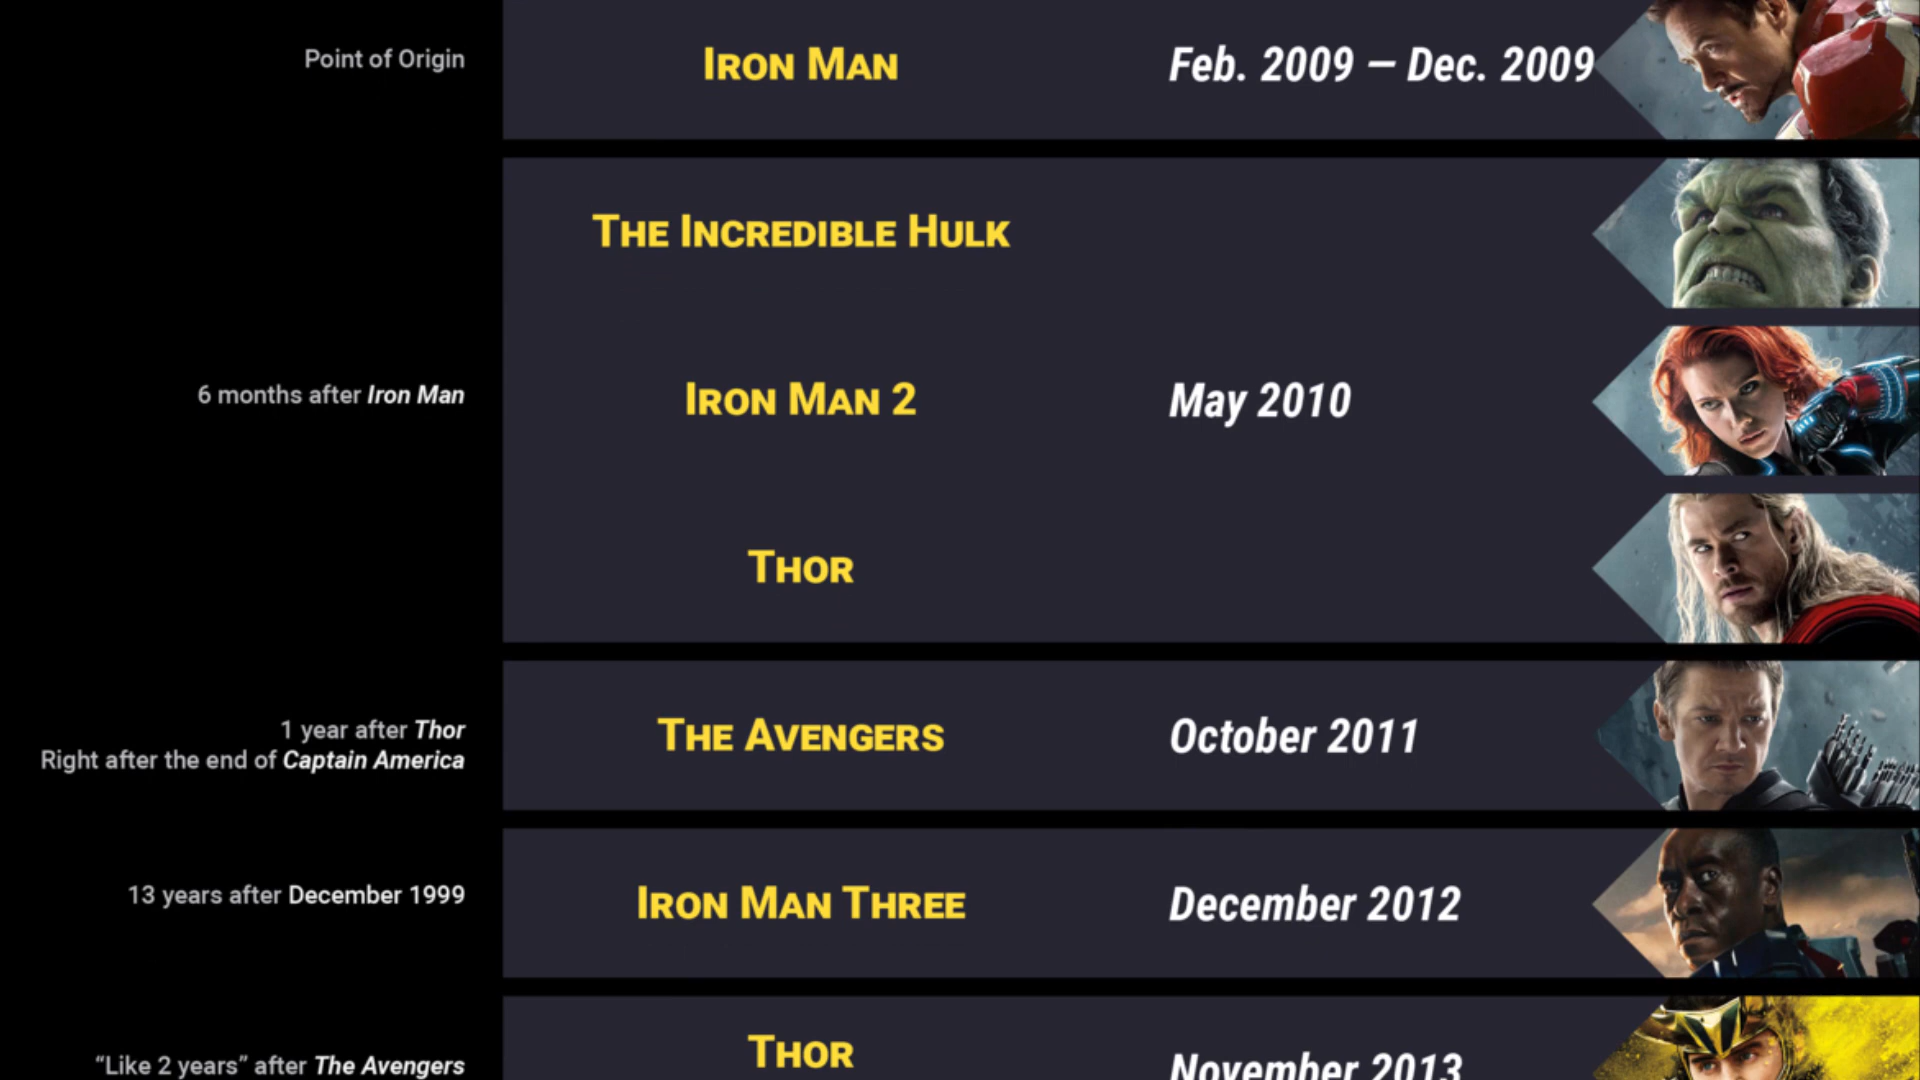 Point of Origin
IRON MAN
Feb. 2009 – Dec. 2009
THE INCREDIBLE HULK
6 months after Iron Man
IRON MAN 2
May 2010
THOR
1 year after Thor
Right after the end of Captain America
THE AVENGERS
October 2011
13 years after December 1999
IRON MAN THREE
December 2012
“Like 2 years” after The Avengers
THOR
November 2013